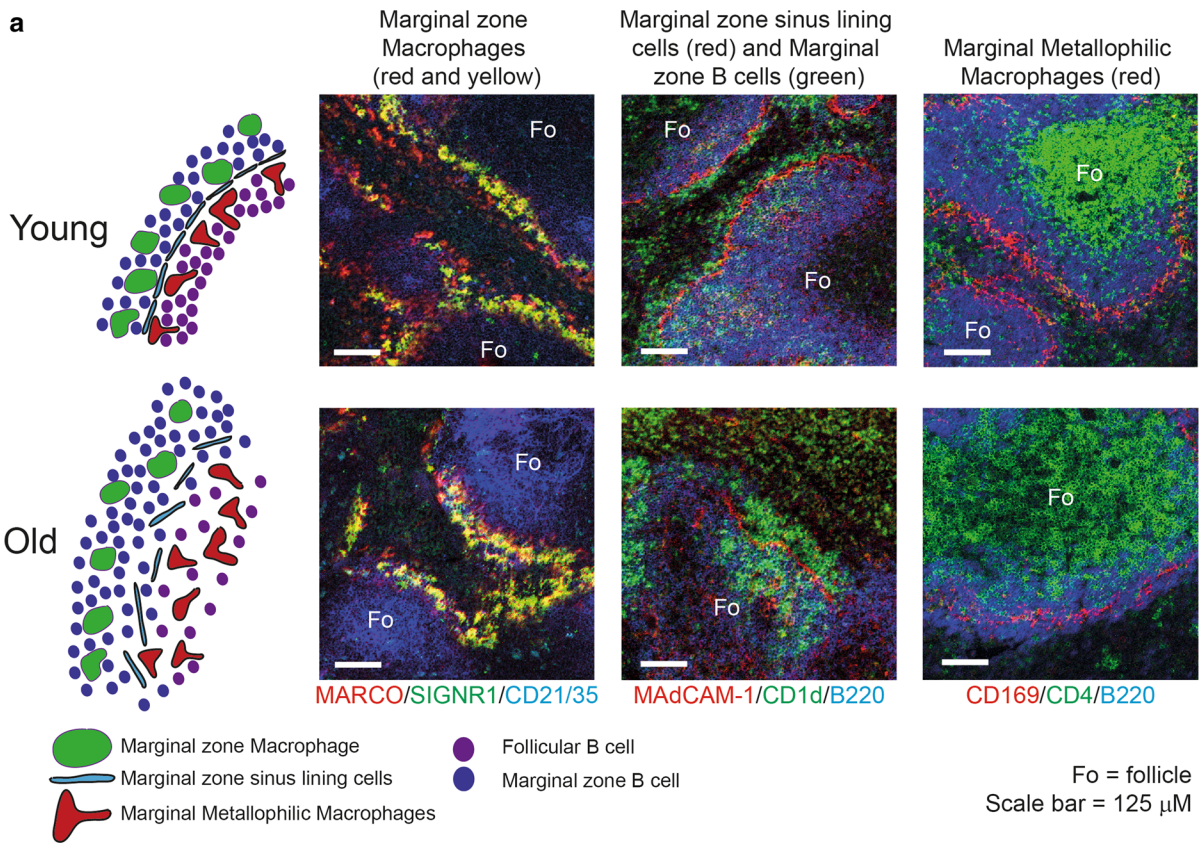 a
Marginal zone
Macrophages
(red and yellow)
Marginal zone sinus lining
cells (red) and Marginal
zone B cells (green)
Marginal Metallophilic
Macrophages (red)
Young
Fo
Fo
Fo
Fo
Fo
Fo
Old
Fo
Fo
Fo
Fo
MARCO/SIGNR1/CD21/35
MAdCAM-1/CD1d/B220
CD169/CD4/B220
Marginal zone Macrophage
Marginal zone sinus lining cells
Marginal Metallophilic Macrophages
Follicular B cell
Marginal zone B cell
Fo = follicle
Scale bar = 125 μM